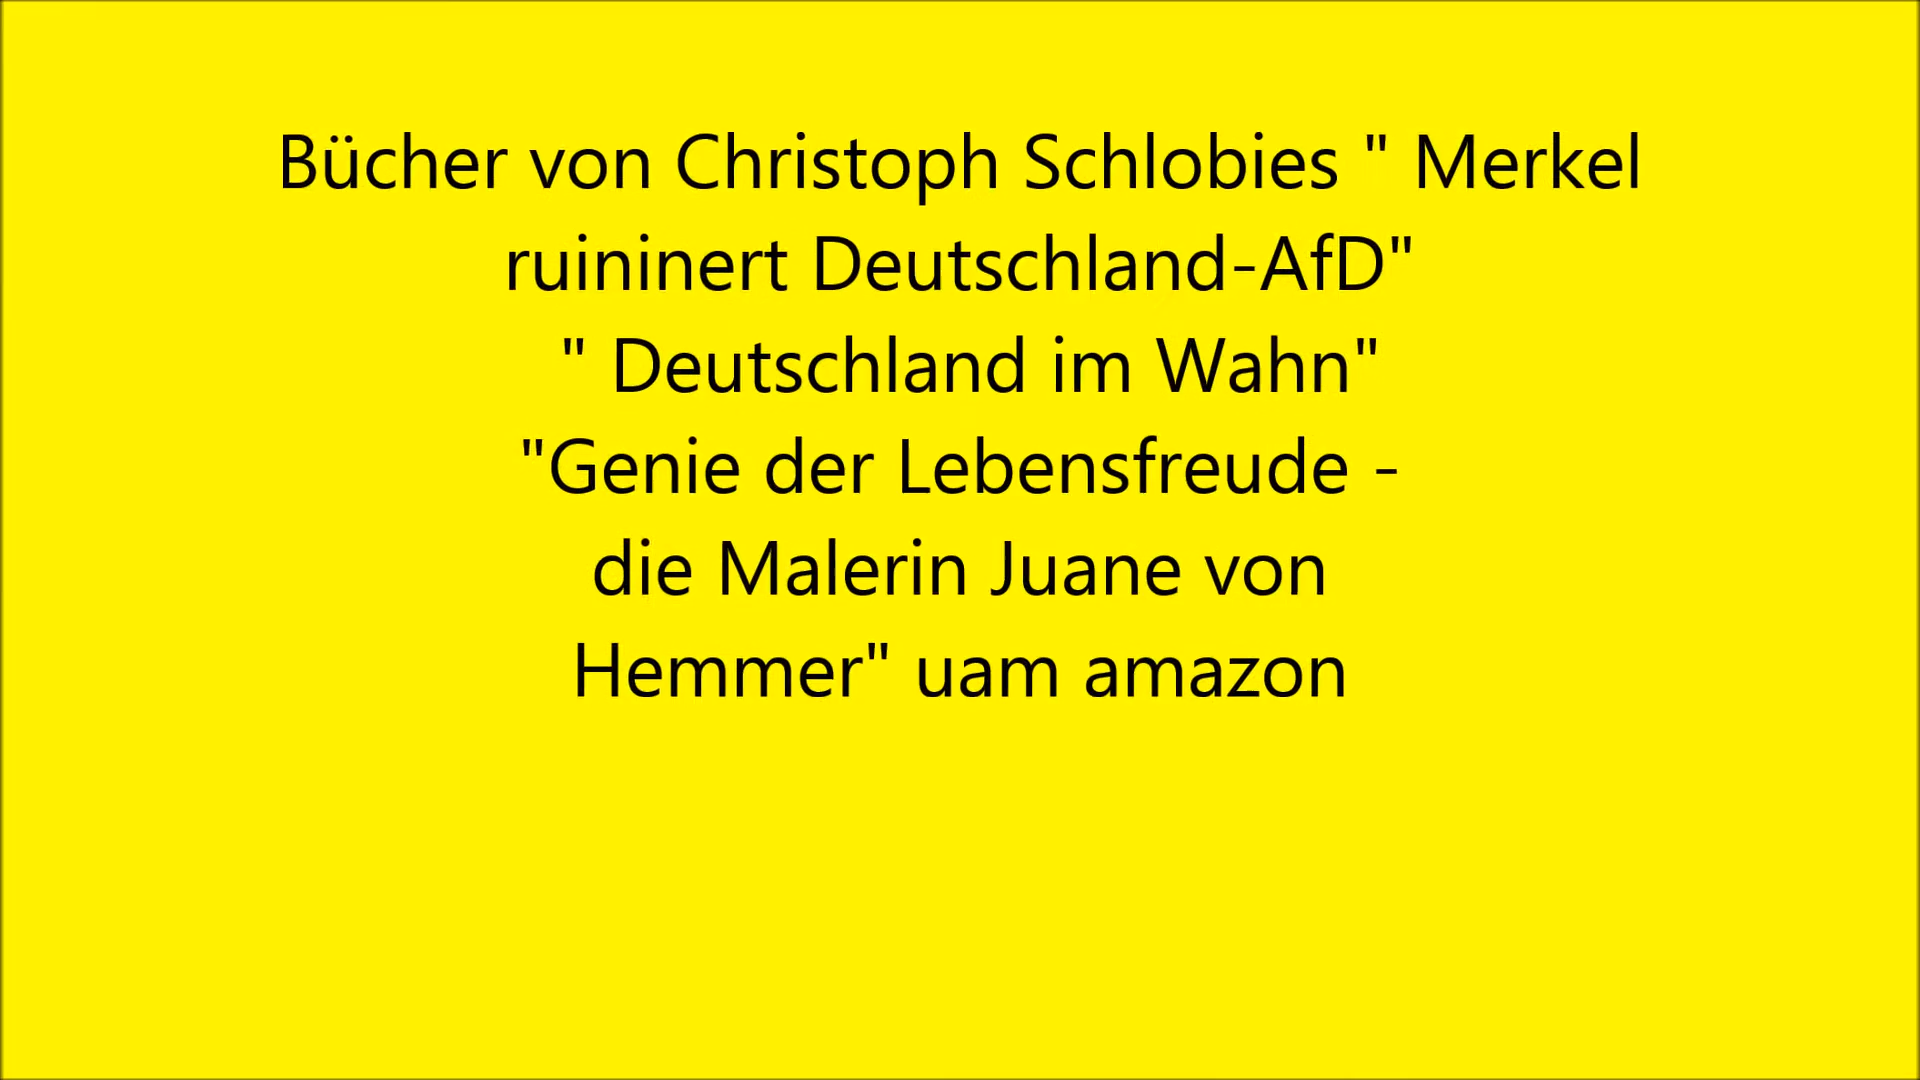 Bücher von Christoph Schlobies " Merkel
ruininert Deutschland-AfD"
" Deutschland im Wahn"
"Genie der Lebensfreude -
die Malerin Juane von
Hemmer" uam amazon